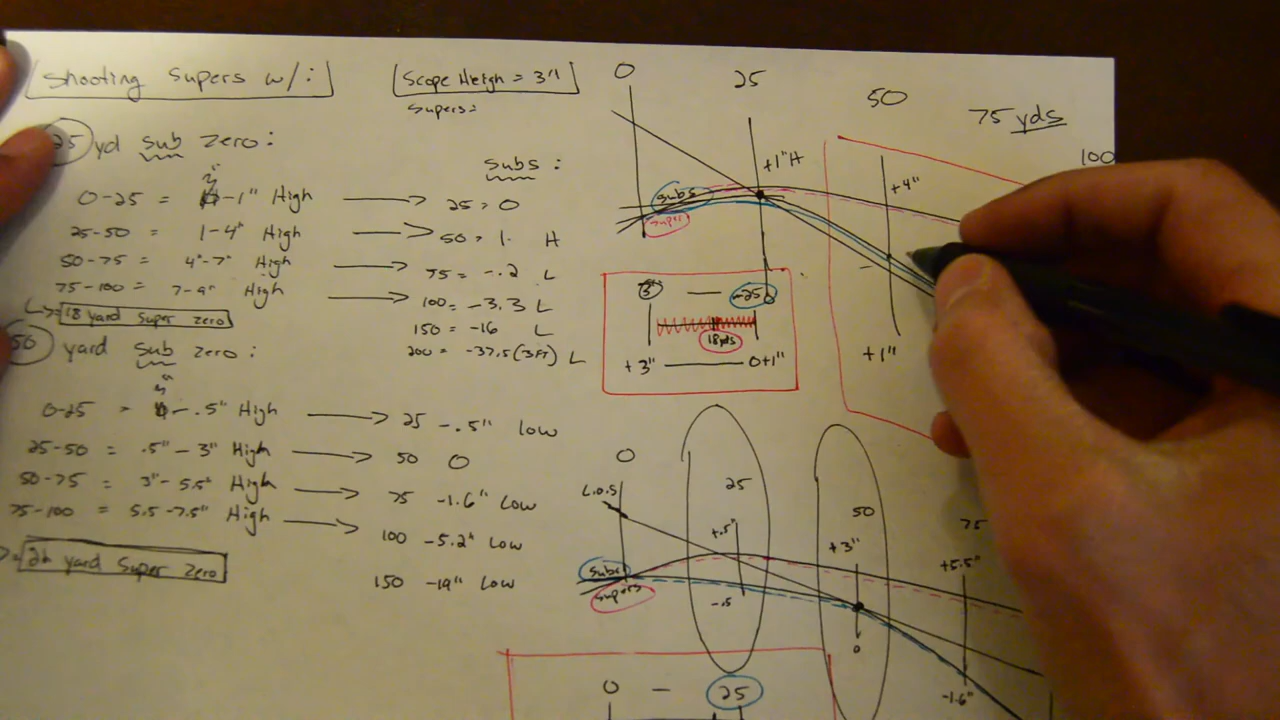 Shooting Supers w/:
25 yd sub zero:
0-25 = -1" High
25-50 = 1-4" High
50-75 = 4"-7" High
75-100 = 7-9" High
↳> 18 yard super zero
50 yard sub zero:
0-25 = -.5" High
25-50 = .5"-3" High
50-75 = 3"-5.5" High
75-100 = 5.5-7.5" High
yard super zero
Scope Heigh = 3"
Supers:
Subs:
25 = 0
50 = 1. H
75 = -.2 L
100 = -3.3 L
150 = -16 L
200 = -37.5 (3FT) L
25 -.5" Low
50 0
75 -1.6" Low
100 -5.2" Low
150 -19" Low
0 25 50 75 yds 100
+1"H
+4"
subs
super
+1"
3" — 25
18yds
+3" — 0+1"
0
L.O.S
25
50
75
+.5"
+3"
+5.5"
subs
supers
-.5
0
-1.6"
0 - 25